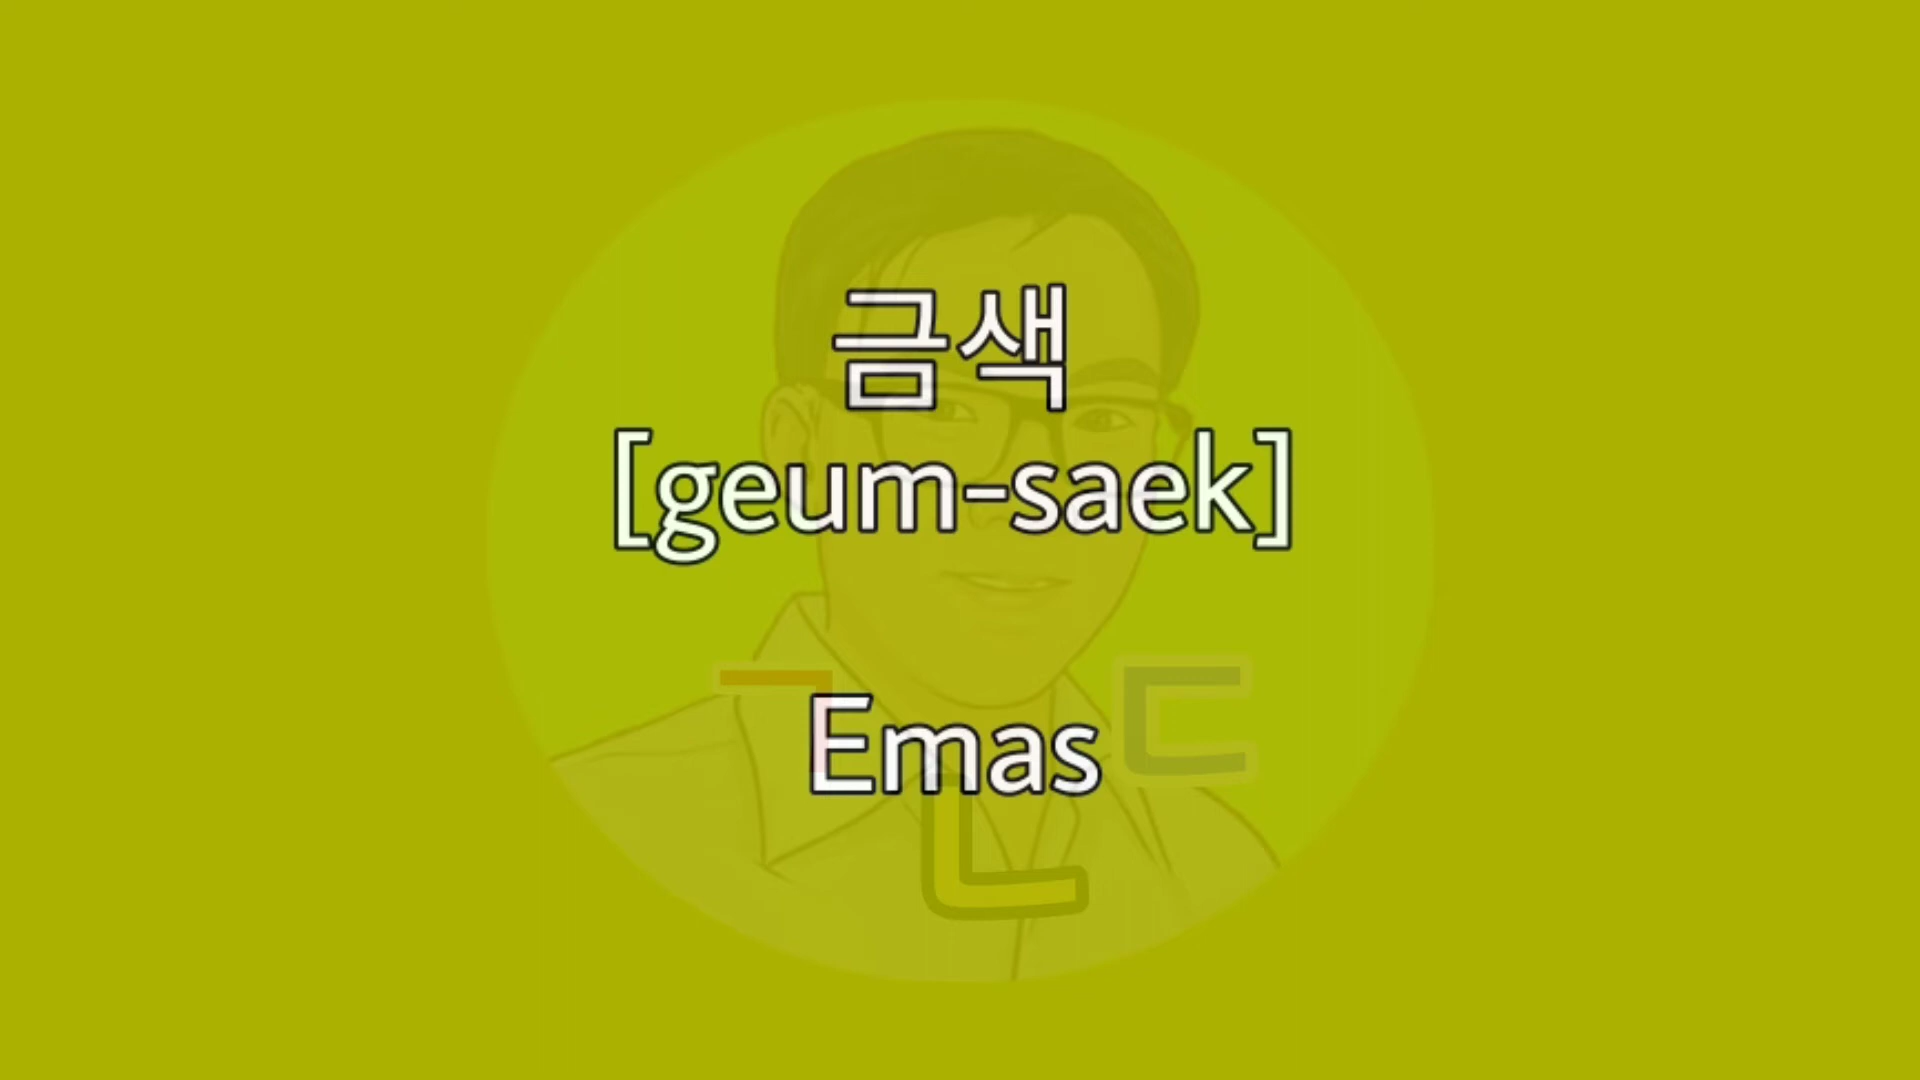 금색
[geum-saek]
Emas
ㄱ ㄷ
ㄴ